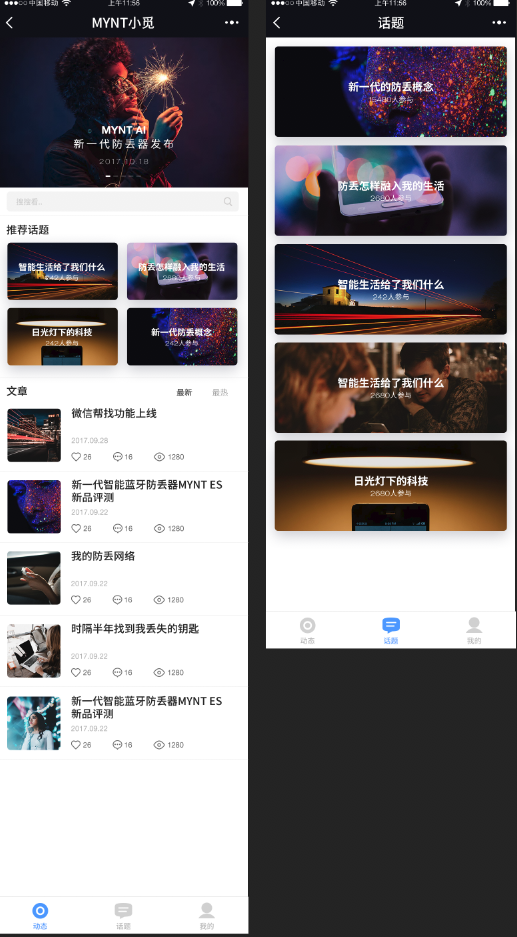 中国移动
上午11:56
100%
MYNT小觅
MYNT AI
新一代防丢器发布
2017.10.18
搜搜看。
推荐话题
智能生活给了我们什么
242人参与
防丢怎样融入我的生活
2680人参与
日光灯下的科技
242人参与
新一代防丢概念
242人参与
文章
最新
最热
微信帮找功能上线
2017.09.28
26
16
1280
新一代智能蓝牙防丢器MYNT ES
新品评测
2017.09.22
26
16
1280
我的防丢网络
2017.09.22
26
16
1280
时隔半年找到我丢失的钥匙
2017.09.22
26
16
1280
新一代智能蓝牙防丢器MYNT ES
新品评测
2017.09.22
26
16
1280
动态
话题
我的
中国移动
上午11:56
100%
话题
新一代的防丢概念
防丢怎样融入我的生活
2680人参与
智能生活给了我们什么
242人参与
智能生活给了我们什么
2680人参与
日光灯下的科技
2680人参与
动态
话题
我的